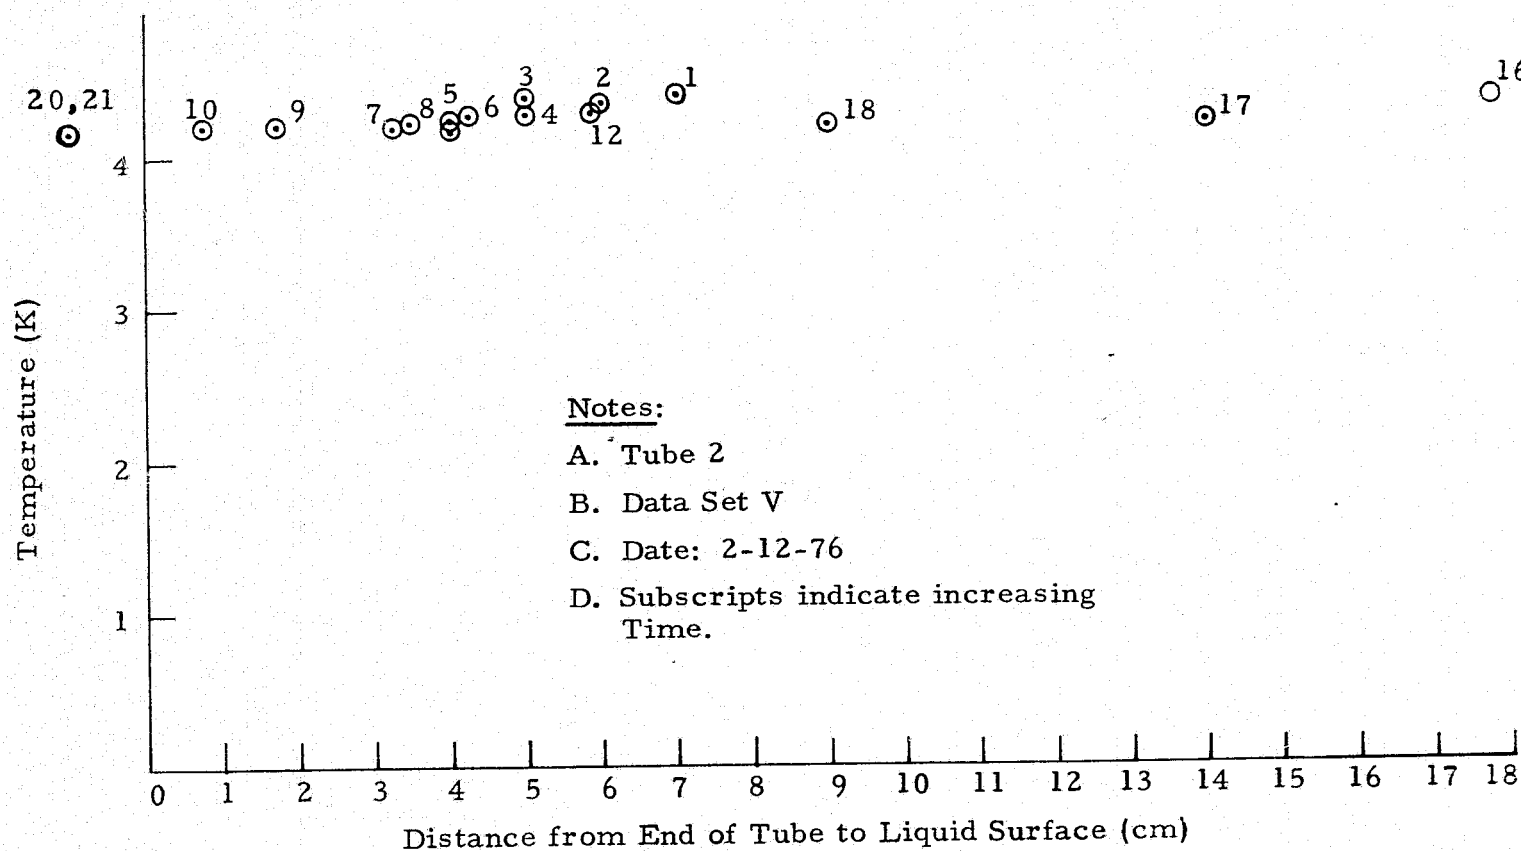 3
2
1
16
5
20,21
10
9
7
8
6
4
12
18
17
4
3
2
1
Temperature (K)
Notes:
A. Tube 2
B. Data Set V
C. Date: 2-12-76
D. Subscripts indicate increasing
Time.
0 1 2 3 4 5 6 7 8 9 10 11 12 13 14 15 16 17 18
Distance from End of Tube to Liquid Surface (cm)